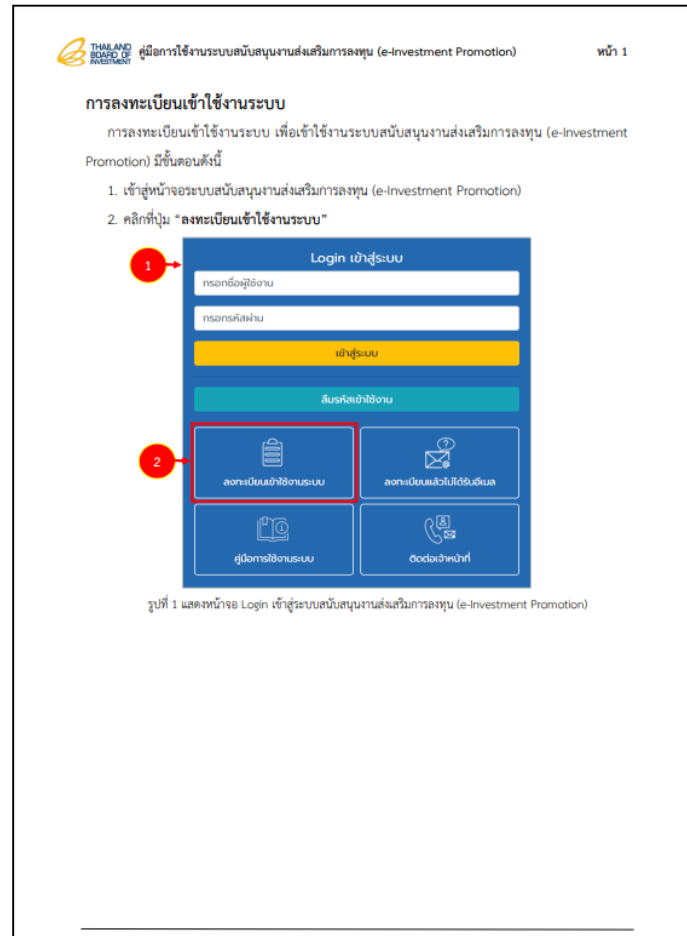 THAILAND
BOARD OF
INVESTMENT
คู่มือการใช้งานระบบสนับสนุนงานส่งเสริมการลงทุน (e-Investment Promotion) หน้า 1
การลงทะเบียนเข้าใช้งานระบบ
การลงทะเบียนเข้าใช้งานระบบ เพื่อเข้าใช้งานระบบสนับสนุนงานส่งเสริมการลงทุน (e-Investment
Promotion) มีขั้นตอนดังนี้
1. เข้าสู่หน้าจอระบบสนับสนุนงานส่งเสริมการลงทุน (e-Investment Promotion)
2. คลิกที่ปุ่ม “ลงทะเบียนเข้าใช้งานระบบ”
1
Login เข้าสู่ระบบ
กรอกชื่อผู้ใช้งาน
กรอกรหัสผ่าน
เข้าสู่ระบบ
ลืมรหัสเข้าใช้งาน
2
ลงทะเบียนเข้าใช้งานระบบ
ลงทะเบียนแล้วไม่ได้รับอีเมล
คู่มือการใช้งานระบบ
ติดต่อเจ้าหน้าที่
รูปที่ 1 แสดงหน้าจอ Login เข้าสู่ระบบสนับสนุนงานส่งเสริมการลงทุน (e-Investment Promotion)